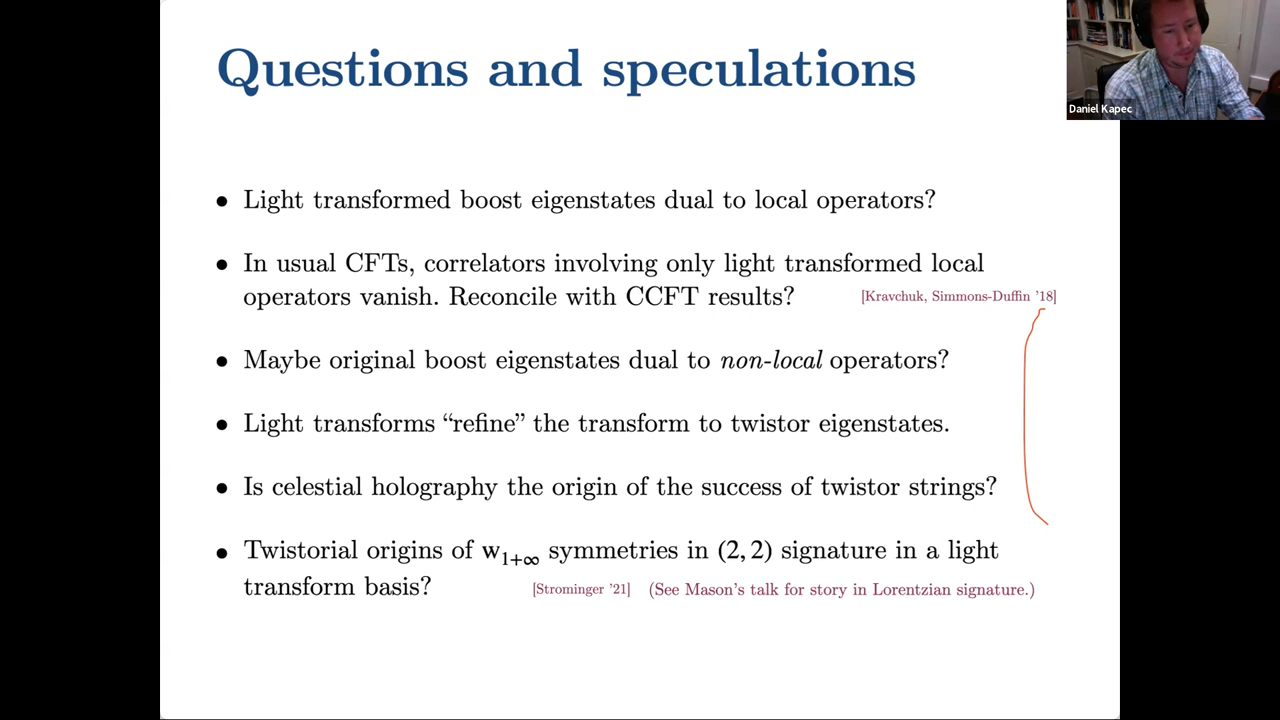 Questions and speculations
Daniel Kapec
• Light transformed boost eigenstates dual to local operators?
• In usual CFTs, correlators involving only light transformed local
operators vanish. Reconcile with CCFT results? [Kravchuk, Simmons-Duffin '18]
• Maybe original boost eigenstates dual to non-local operators?
• Light transforms “refine” the transform to twistor eigenstates.
• Is celestial holography the origin of the success of twistor strings?
• Twistorial origins of w₁₊∞ symmetries in (2, 2) signature in a light
transform basis? [Strominger '21] (See Mason's talk for story in Lorentzian signature.)